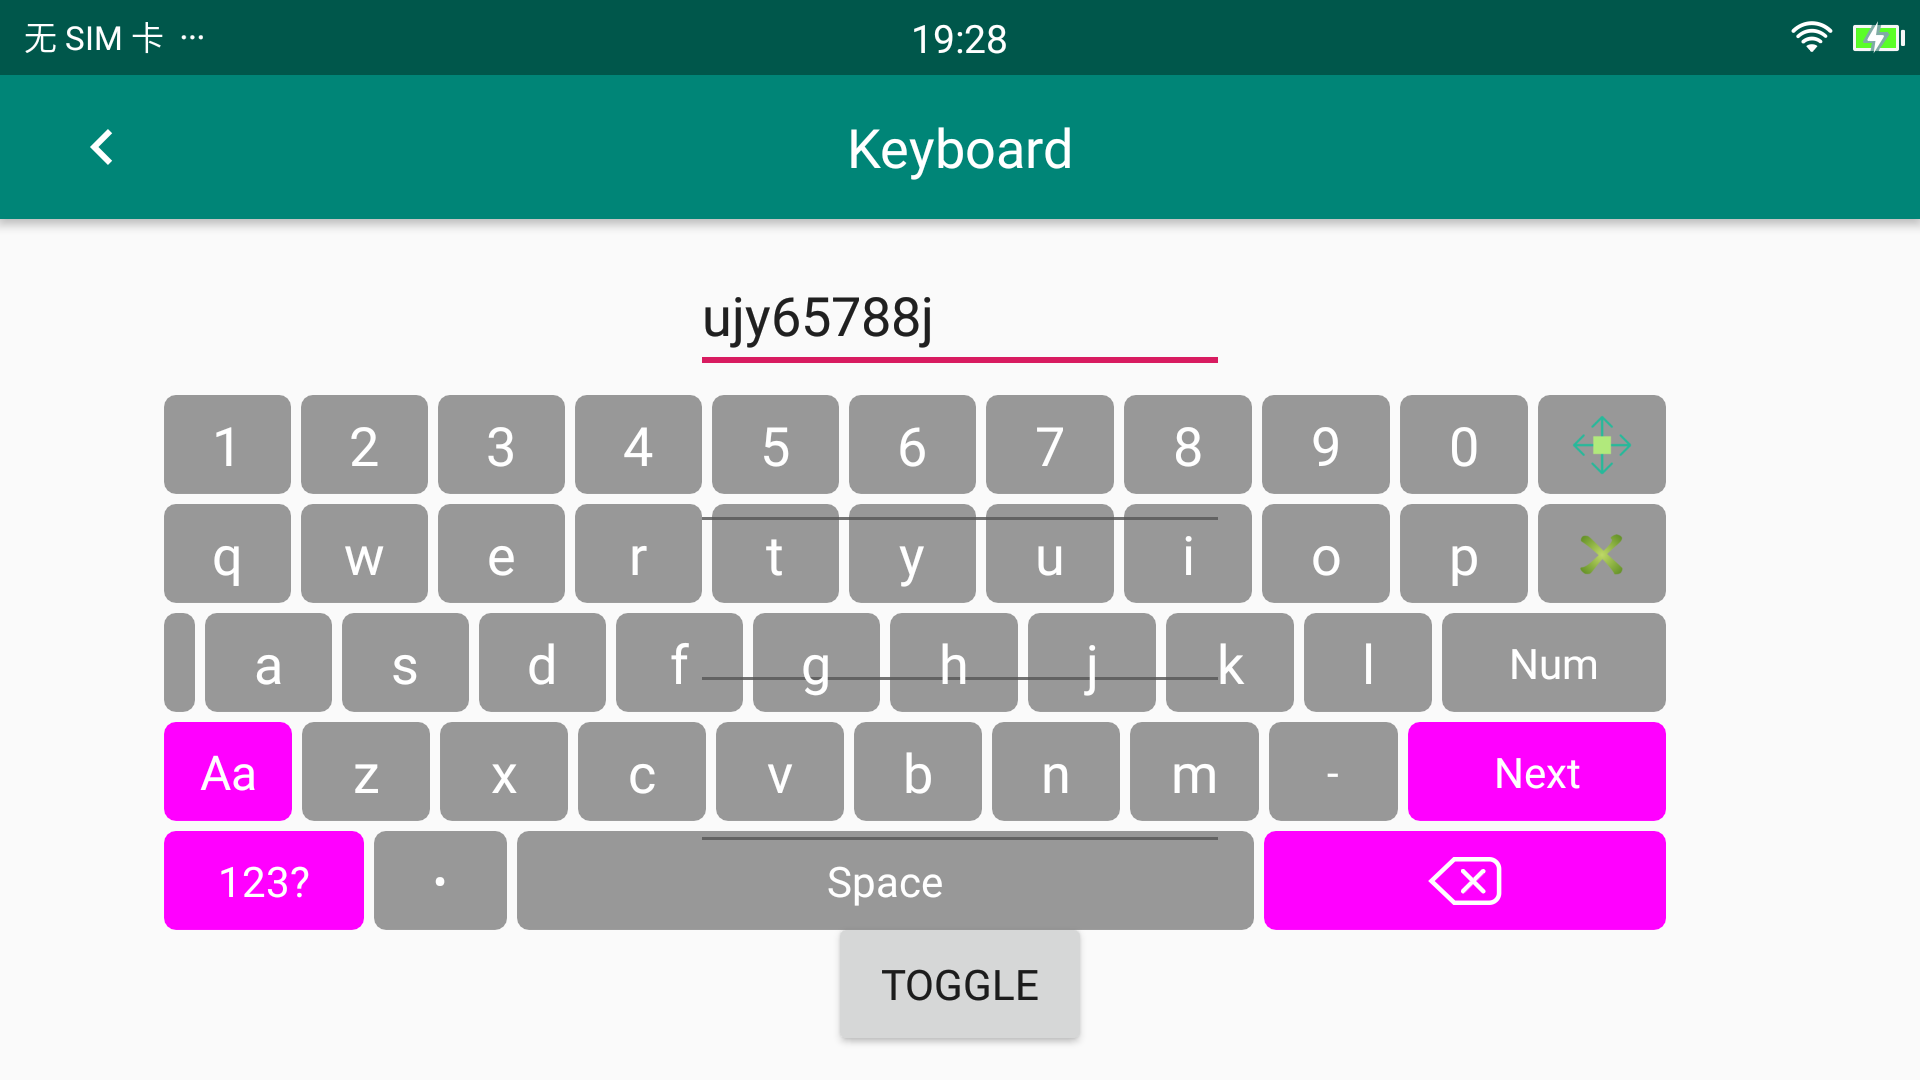 无 SIM 卡 ··· 19:28
Keyboard
ujy65788j
1 2 3 4 5 6 7 8 9 0
q w e r t y u i o p
a s d f g h j k l Num
Aa z x c v b n m - Next
123? · Space
TOGGLE